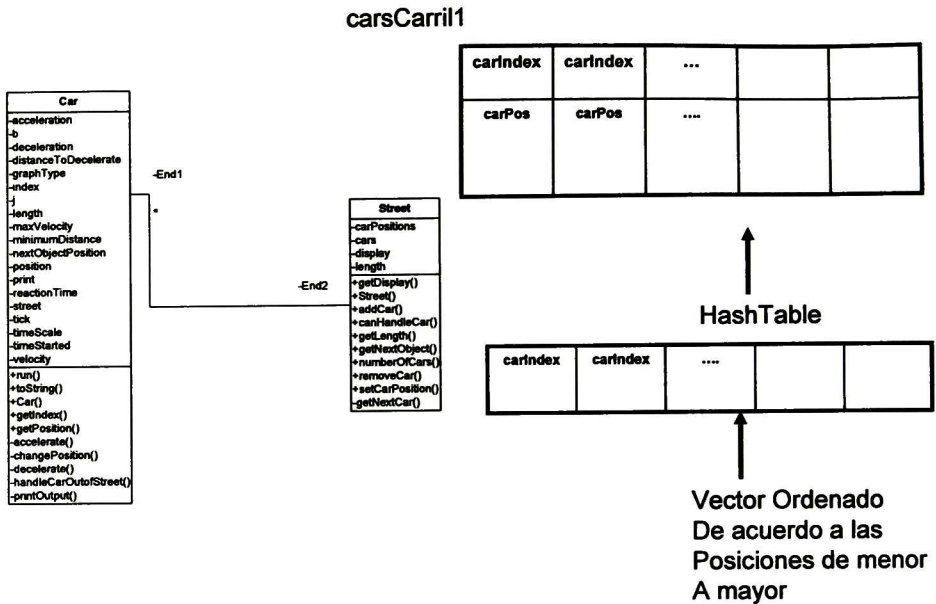 carsCarril1
Car
-acceleration
-b
-deceleration
-distanceToDecelerate
-graphType
-index
-j
-length
-maxVelocity
-minimumDistance
-nextObjectPosition
-position
-print
-reactionTime
-street
-tick
-timeScale
-timeStarted
-velocity
+run()
+toString()
+Car()
+getIndex()
+getPosition()
-accelerate()
-changePosition()
-decelerate()
-handleCarOutofStreet()
-printOutput()
-End1
*
-End2
Street
-carPositions
-cars
-display
-length
+getDisplay()
+Street()
+addCar()
+canHandleCar()
+getLength()
+getNextObject()
+numberOfCars()
+removeCar()
+setCarPosition()
-getNextCar()
carIndex carIndex ...
carPos carPos ....
HashTable
carIndex carIndex ....
Vector Ordenado
De acuerdo a las
Posiciones de menor
A mayor